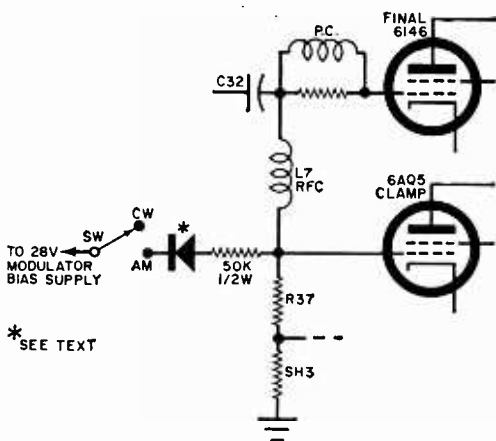 FINAL
6146
P.C.
C32
L7
RFC
6AQ5
CLAMP
CW
SW
TO 28V
MODULATOR
BIAS SUPPLY
AM
*
50K
1/2W
R37
*SEE TEXT
SH3